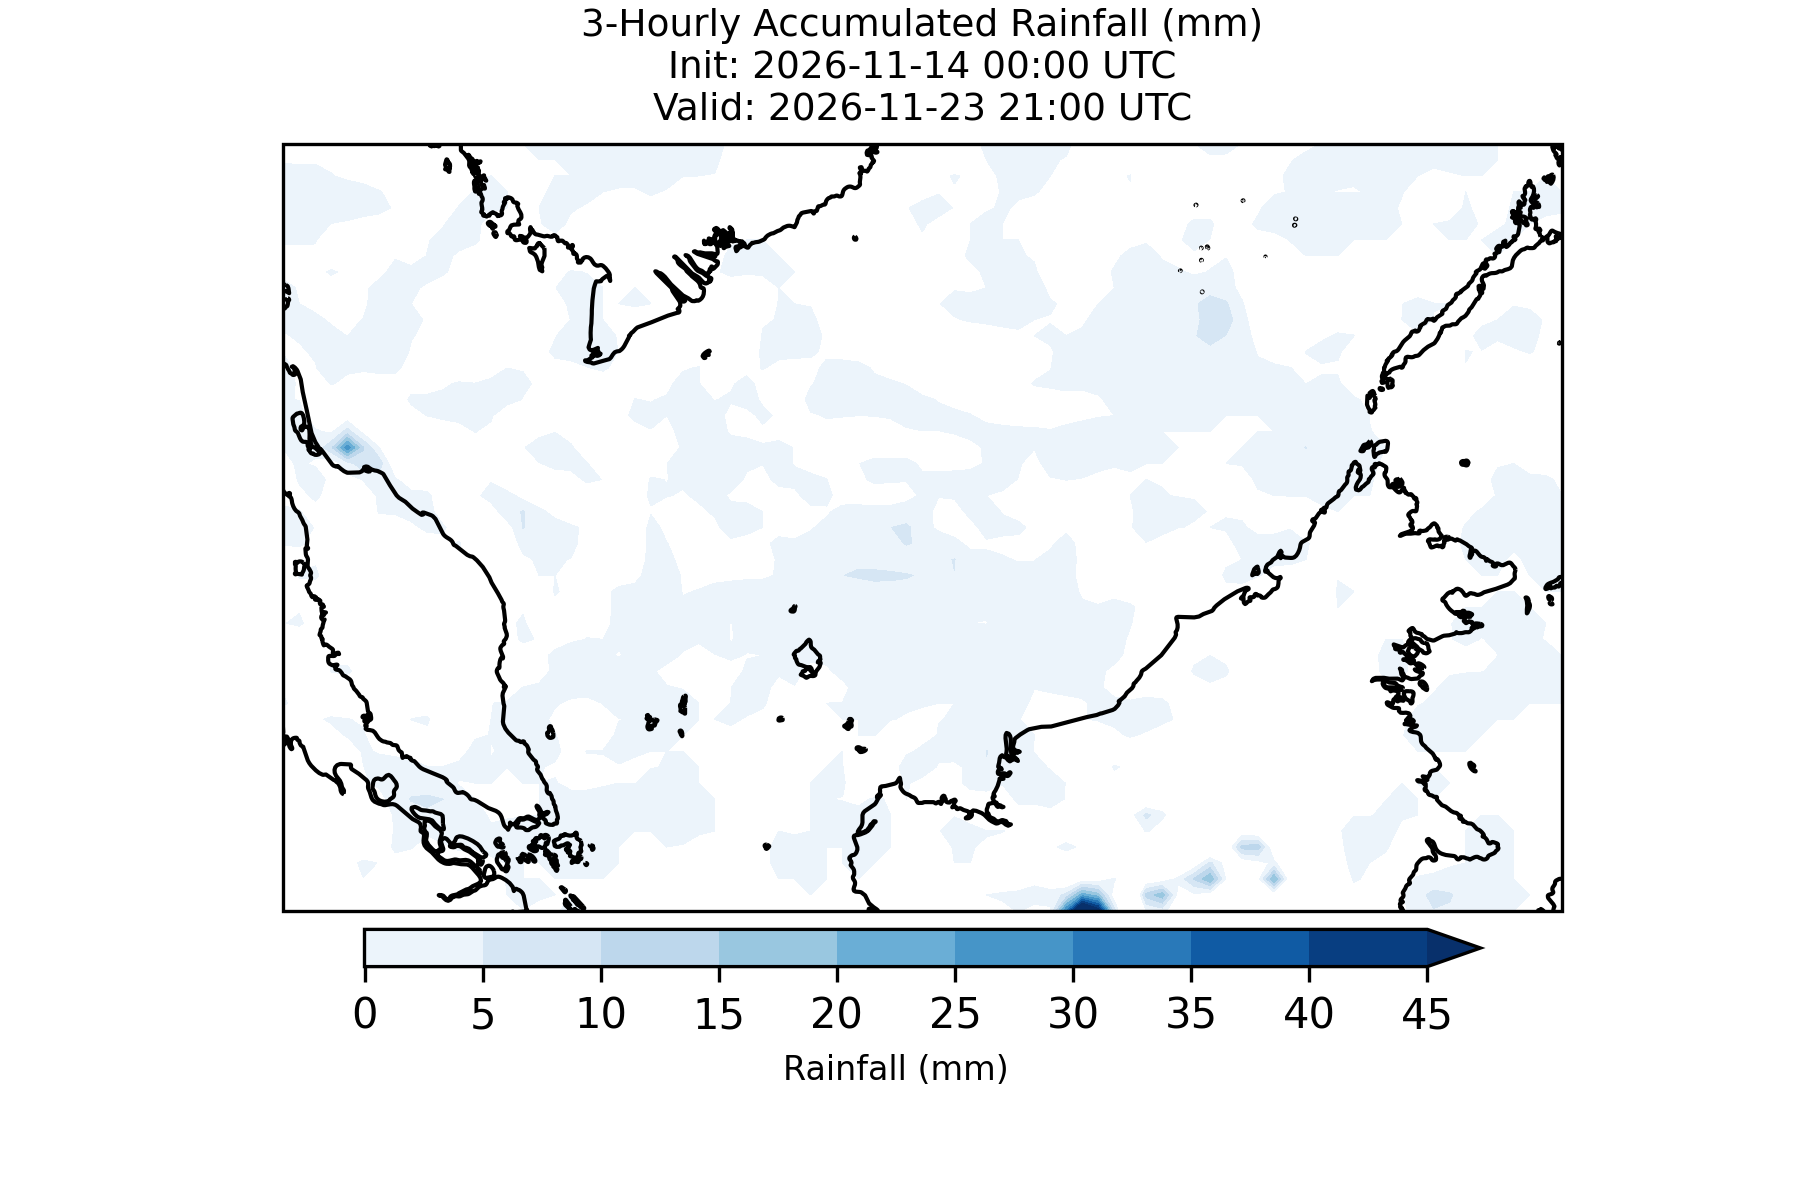 3-Hourly Accumulated Rainfall (mm)
Init: 2026-11-14 00:00 UTC
Valid: 2026-11-23 21:00 UTC
0 5 10 15 20 25 30 35 40 45
Rainfall (mm)